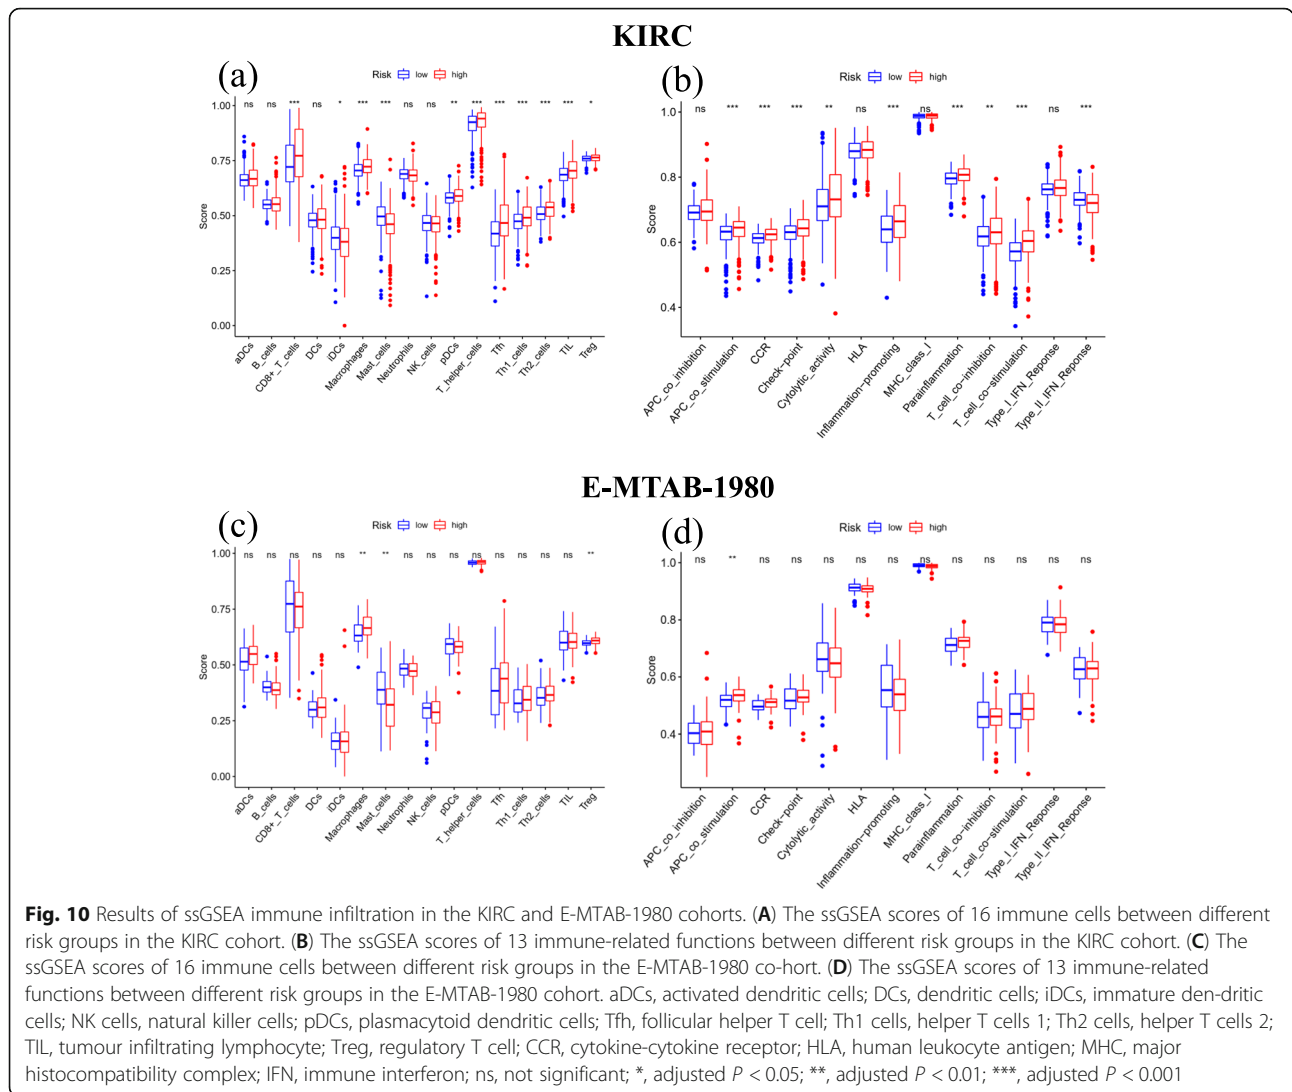 KIRC
(a)
Risk low high
ns ns *** ns * *** *** ns ns ** *** *** *** *** *** *
1.00
0.75
0.50
0.25
0.00
Score
aDCs
B_cells
CD8+_T_cells
DCs
iDCs
Macrophages
Mast_cells
Neutrophils
NK_cells
pDCs
T_helper_cells
Tfh
Th1_cells
Th2_cells
TIL
Treg
(b)
Risk low high
ns *** *** *** ** ns *** ns *** ** *** ns ***
1.0
0.8
0.6
0.4
Score
APC_co_inhibition
APC_co_stimulation
CCR
Check-point
Cytolytic_activity
HLA
Inflammation-promoting
MHC_class_I
Parainflammation
T_cell_co-inhibition
T_cell_co-stimulation
Type_I_IFN_Reponse
Type_II_IFN_Reponse
E-MTAB-1980
(c)
Risk low high
ns ns ns ns ns ** ** ns ns ns ns ns ns ns ns **
1.00
0.75
0.50
0.25
0.00
Score
aDCs
B_cells
CD8+_T_cells
DCs
iDCs
Macrophages
Mast_cells
Neutrophils
NK_cells
pDCs
T_helper_cells
Tfh
Th1_cells
Th2_cells
TIL
Treg
(d)
Risk low high
ns ** ns ns ns ns ns ns ns ns ns ns ns
1.0
0.8
0.6
0.4
Score
APC_co_inhibition
APC_co_stimulation
CCR
Check-point
Cytolytic_activity
HLA
Inflammation-promoting
MHC_class_I
Parainflammation
T_cell_co-inhibition
T_cell_co-stimulation
Type_I_IFN_Reponse
Type_II_IFN_Reponse
Fig. 10 Results of ssGSEA immune infiltration in the KIRC and E-MTAB-1980 cohorts. (A) The ssGSEA scores of 16 immune cells between different
risk groups in the KIRC cohort. (B) The ssGSEA scores of 13 immune-related functions between different risk groups in the KIRC cohort. (C) The
ssGSEA scores of 16 immune cells between different risk groups in the E-MTAB-1980 co-hort. (D) The ssGSEA scores of 13 immune-related
functions between different risk groups in the E-MTAB-1980 cohort. aDCs, activated dendritic cells; DCs, dendritic cells; iDCs, immature den-dritic
cells; NK cells, natural killer cells; pDCs, plasmacytoid dendritic cells; Tfh, follicular helper T cell; Th1 cells, helper T cells 1; Th2 cells, helper T cells 2;
TIL, tumour infiltrating lymphocyte; Treg, regulatory T cell; CCR, cytokine-cytokine receptor; HLA, human leukocyte antigen; MHC, major
histocompatibility complex; IFN, immune interferon; ns, not significant; *, adjusted P < 0.05; **, adjusted P < 0.01; ***, adjusted P < 0.001